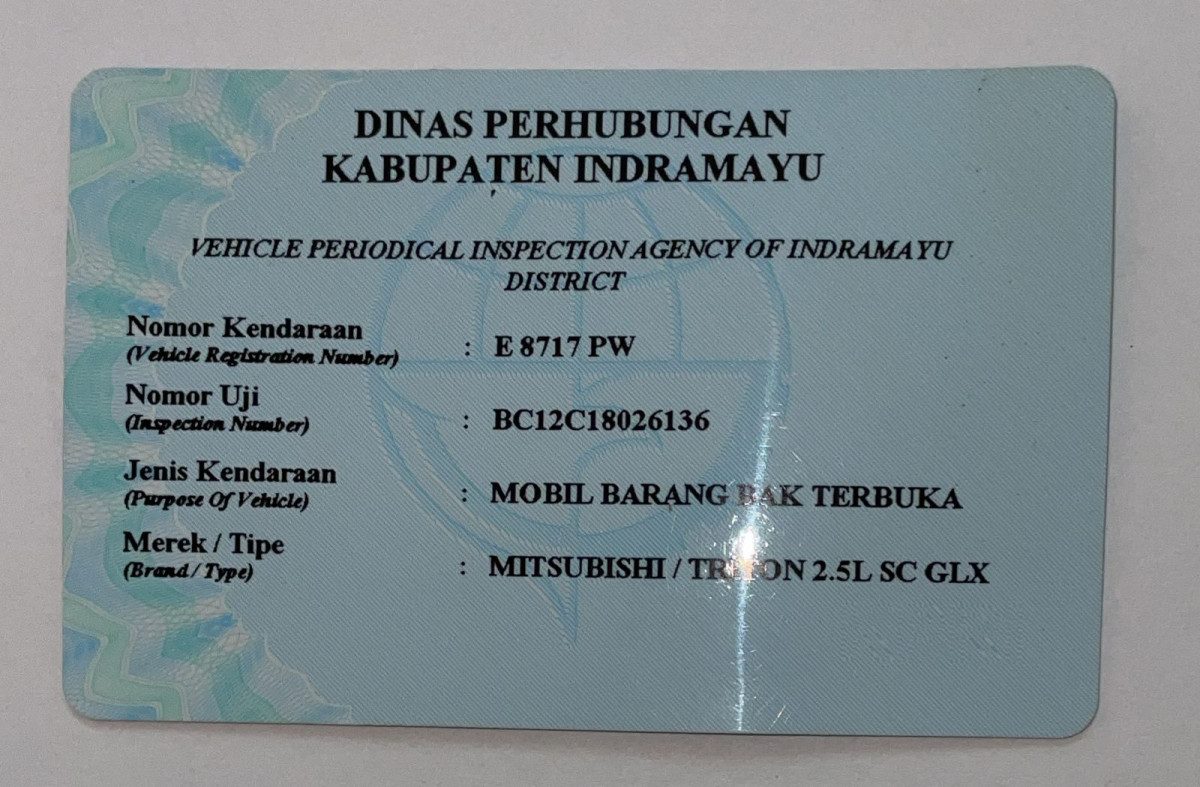 DINAS PERHUBUNGAN
KABUPATEN INDRAMAYU
VEHICLE PERIODICAL INSPECTION AGENCY OF INDRAMAYU
DISTRICT
Nomor Kendaraan : E 8717 PW
(Vehicle Registration Number)
Nomor Uji : BC12C18026136
(Inspection Number)
Jenis Kendaraan : MOBIL BARANG BAK TERBUKA
(Purpose Of Vehicle)
Merek / Tipe : MITSUBISHI / TRITON 2.5L SC GLX
(Brand / Type)